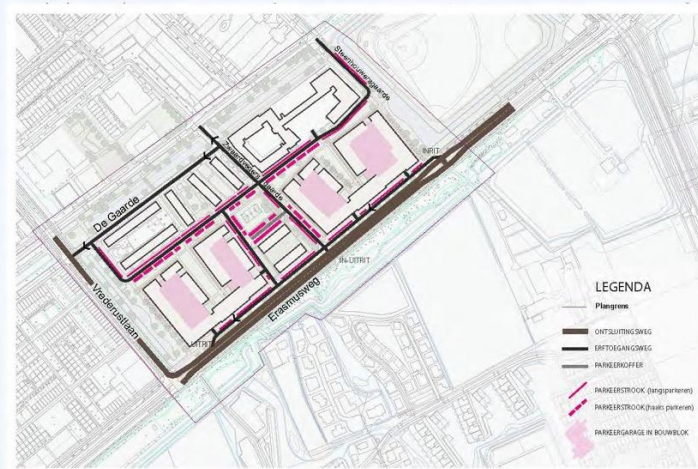 Steenhouwersgaarde
Zwaardvegersgaarde
INRIT
De Gaarde
IN-UITRIT
Vrederustlaan
Erasmusweg
UITRIT
LEGENDA
Plangrens
ONTSLUITINGSWEG
ERFTOEGANGSWEG
PARKEERKOFFER
PARKEERSTROOK (langsparkeren)
PARKEERSTROOK (haaks parkeren)
PARKEERGARAGE IN BOUWBLOK